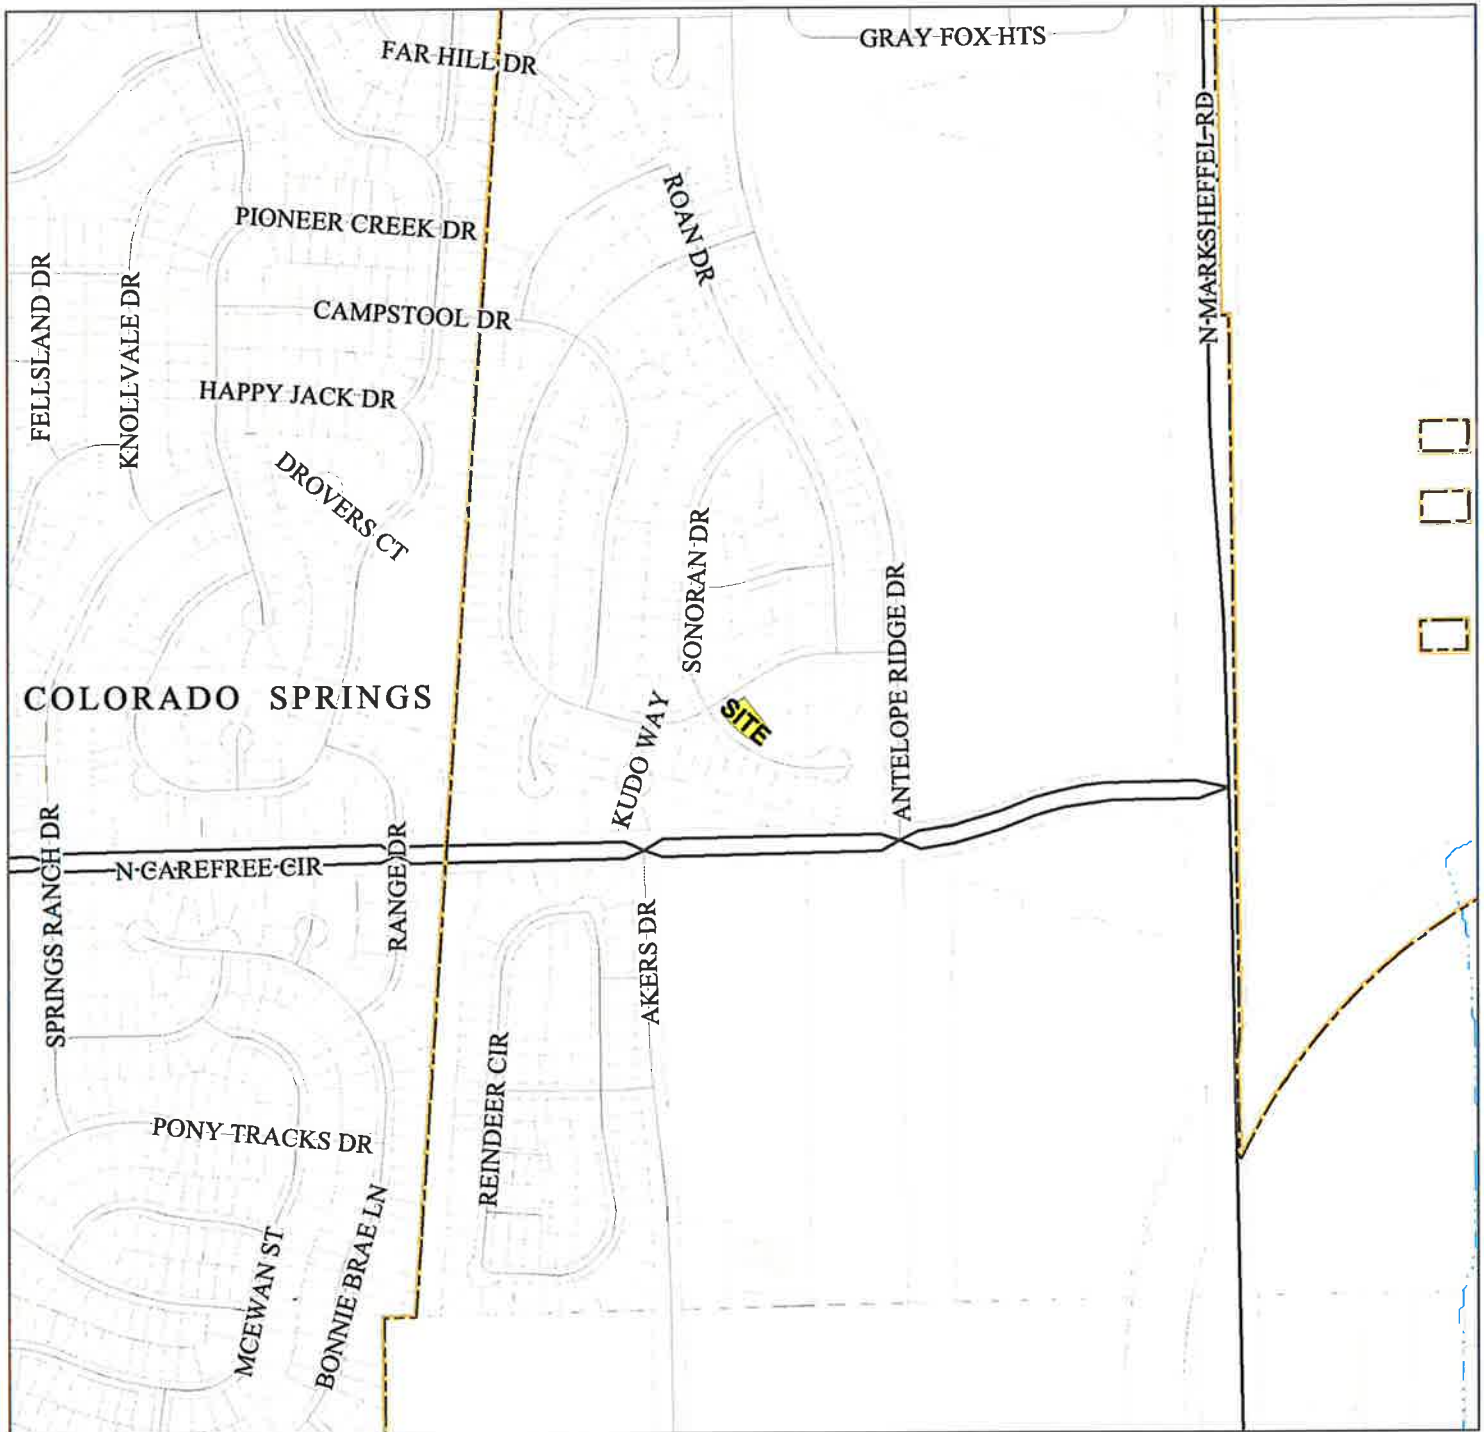 GRAY FOX HTS
FAR HILL DR
N MARKSHEFFEL RD
ROAN DR
PIONEER CREEK DR
FELLSLAND DR
KNOLLVALE DR
CAMPSTOOL DR
HAPPY JACK DR
DROVERS CT
SONORAN DR
ANTELOPE RIDGE DR
COLORADO SPRINGS
SITE
KUDO WAY
SPRINGS RANCH DR
N CAREFREE CIR
RANGE DR
AKERS DR
REINDEER CIR
PONY TRACKS DR
MCEWAN ST
BONNIE BRAE LN